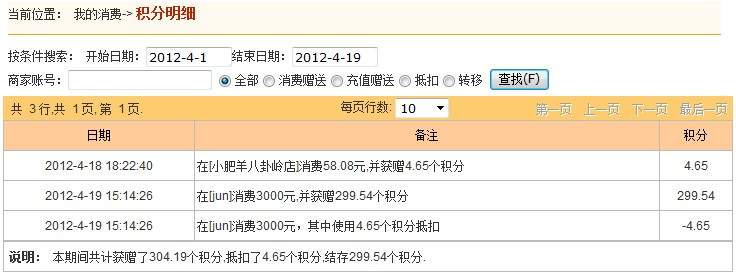 当前位置: 我的消费-> 积分明细
按条件搜索: 开始日期: 2012-4-1 结束日期: 2012-4-19
商家账号: 全部 消费赠送 充值赠送 抵扣 转移 查找(F)
共 3行,共 1页, 第 1页. 每页行数: 10 第一页 上一页 下一页 最后一页
日期 备注 积分
2012-4-18 18:22:40 在[小肥羊八卦岭店]消费58.08元,并获赠4.65个积分 4.65
2012-4-19 15:14:26 在[jun]消费3000元,并获赠299.54个积分 299.54
2012-4-19 15:14:26 在[jun]消费3000元，其中使用4.65个积分抵扣 -4.65
说明: 本期间共计获赠了304.19个积分,抵扣了4.65个积分,结存299.54个积分.